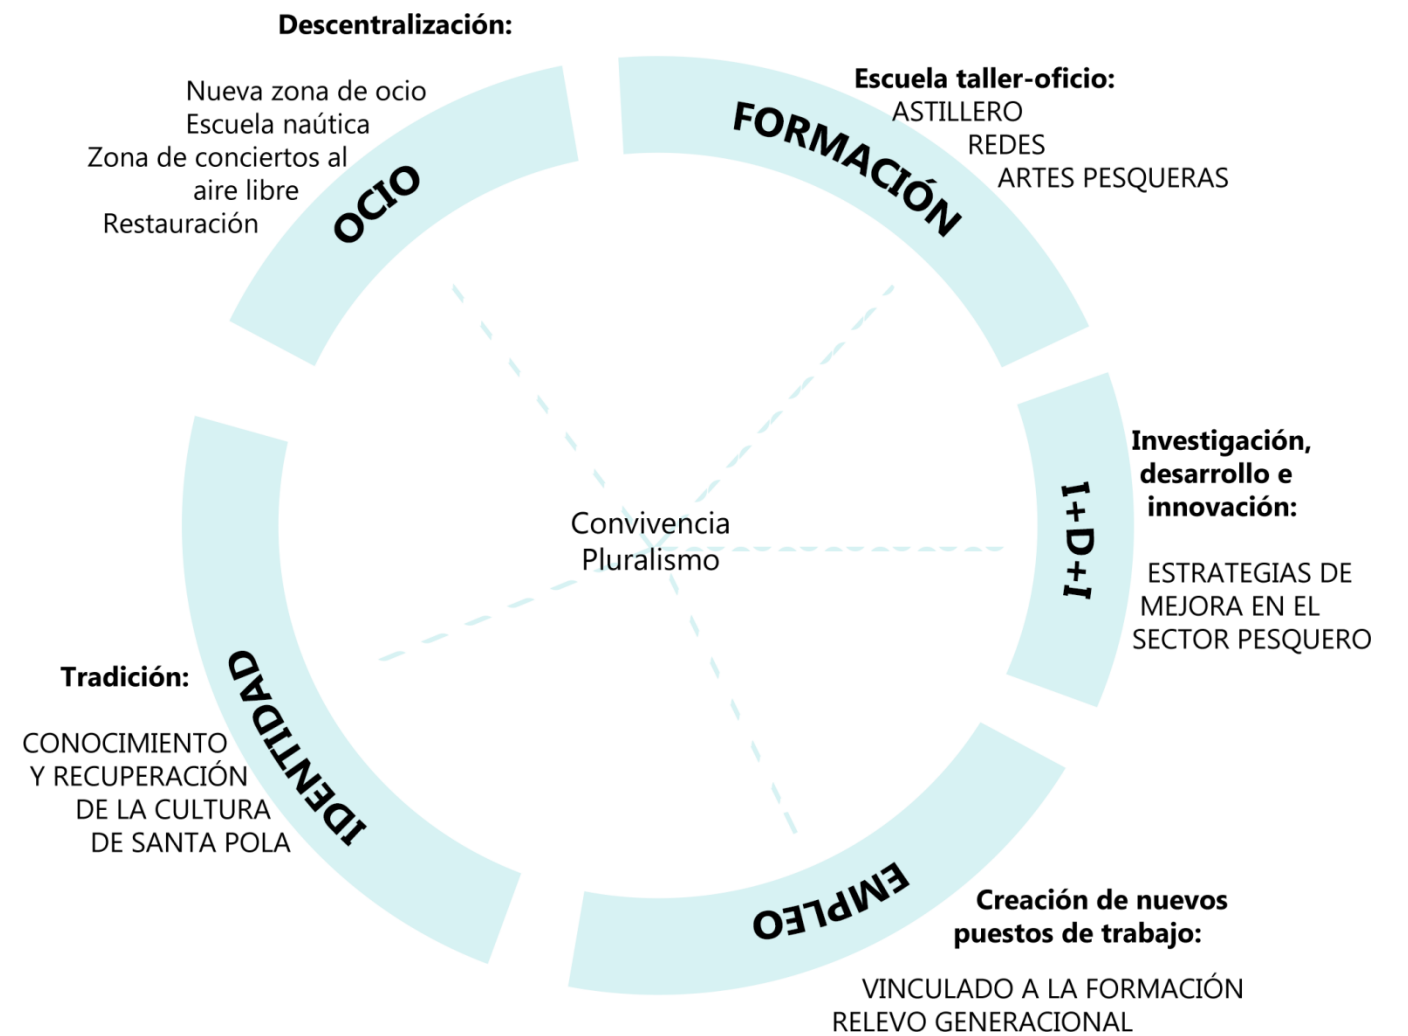 Descentralización:
Nueva zona de ocio
Escuela naútica
Zona de conciertos al
aire libre
Restauración
OCIO
FORMACIÓN
Escuela taller-oficio:
ASTILLERO
REDES
ARTES PESQUERAS
I+D+I
Investigación,
desarrollo e
innovación:
ESTRATEGIAS DE
MEJORA EN EL
SECTOR PESQUERO
Convivencia
Pluralismo
IDENTIDAD
Tradición:
CONOCIMIENTO
Y RECUPERACIÓN
DE LA CULTURA
DE SANTA POLA
EMPLEO
Creación de nuevos
puestos de trabajo:
VINCULADO A LA FORMACIÓN
RELEVO GENERACIONAL